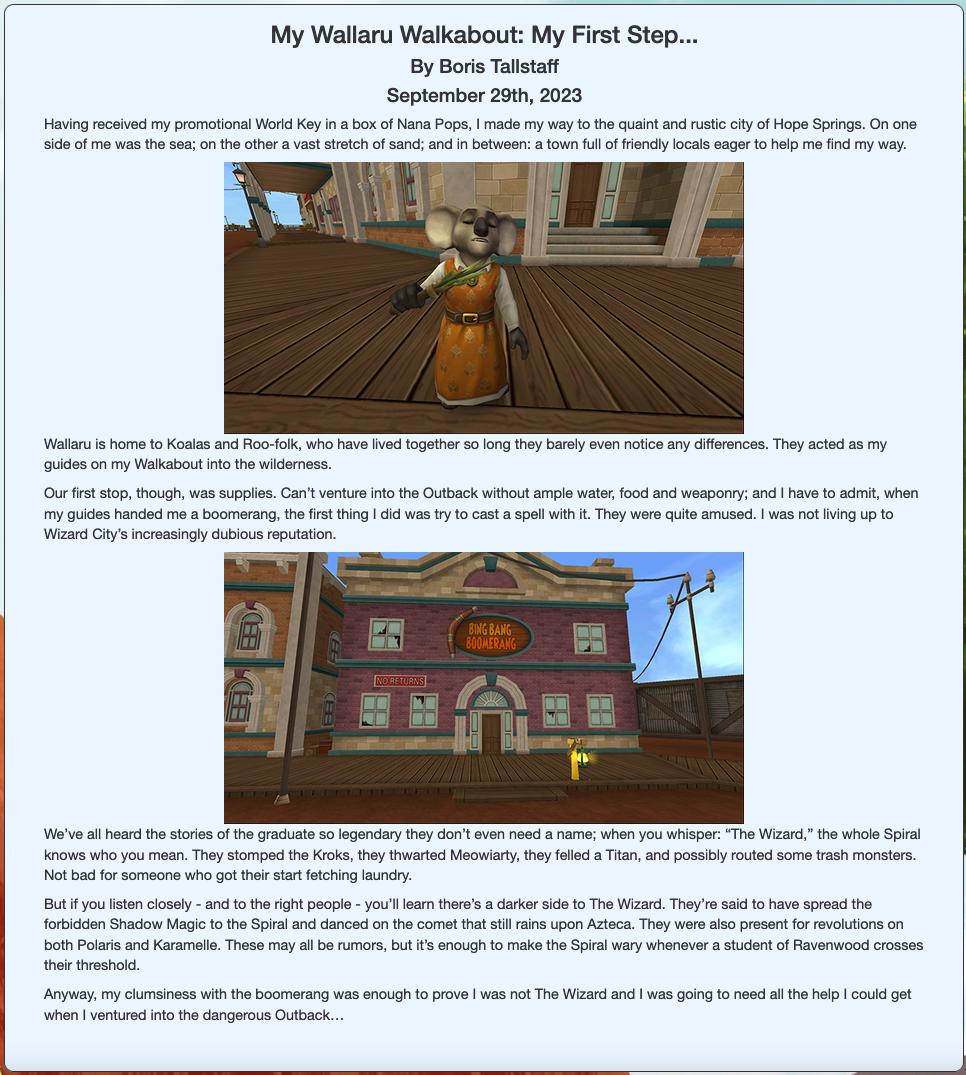 My Wallaru Walkabout: My First Step...
By Boris Tallstaff
September 29th, 2023
Having received my promotional World Key in a box of Nana Pops, I made my way to the quaint and rustic city of Hope Springs. On one
side of me was the sea; on the other a vast stretch of sand; and in between: a town full of friendly locals eager to help me find my way.
Wallaru is home to Koalas and Roo-folk, who have lived together so long they barely even notice any differences. They acted as my
guides on my Walkabout into the wilderness.
Our first stop, though, was supplies. Can’t venture into the Outback without ample water, food and weaponry; and I have to admit, when
my guides handed me a boomerang, the first thing I did was try to cast a spell with it. They were quite amused. I was not living up to
Wizard City’s increasingly dubious reputation.
BING BANG
BOOMERANG
NO RETURNS
We’ve all heard the stories of the graduate so legendary they don’t even need a name; when you whisper: “The Wizard,” the whole Spiral
knows who you mean. They stomped the Kroks, they thwarted Meowiarty, they felled a Titan, and possibly routed some trash monsters.
Not bad for someone who got their start fetching laundry.
But if you listen closely - and to the right people - you’ll learn there’s a darker side to The Wizard. They’re said to have spread the
forbidden Shadow Magic to the Spiral and danced on the comet that still rains upon Azteca. They were also present for revolutions on
both Polaris and Karamelle. These may all be rumors, but it’s enough to make the Spiral wary whenever a student of Ravenwood crosses
their threshold.
Anyway, my clumsiness with the boomerang was enough to prove I was not The Wizard and I was going to need all the help I could get
when I ventured into the dangerous Outback…